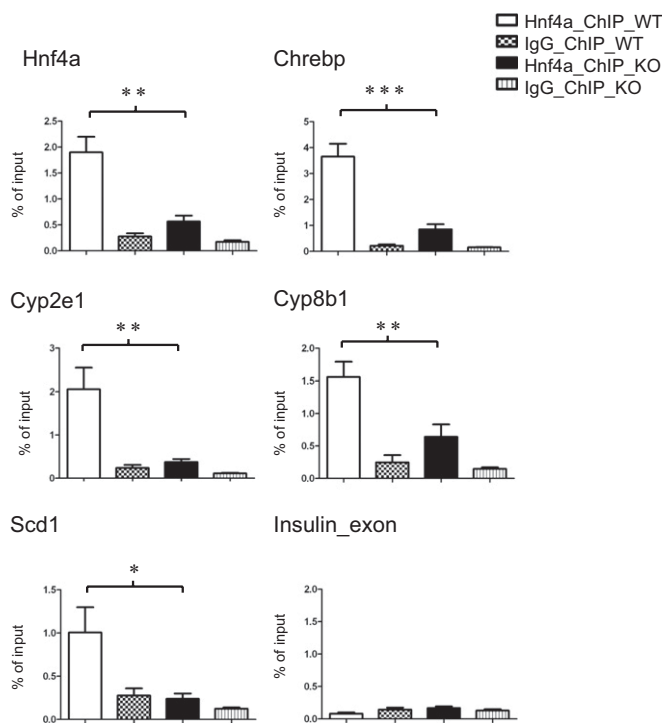 Hnf4a_ChIP_WT
IgG_ChIP_WT
Hnf4a_ChIP_KO
IgG_ChIP_KO
Hnf4a
**
% of input
2.5
2.0
1.5
1.0
0.5
0.0
Chrebp
***
% of input
5
4
3
2
1
0
Cyp2e1
**
% of input
3
2
1
0
Cyp8b1
**
% of input
1.5
1.0
0.5
0.0
Scd1
*
% of input
1.5
1.0
0.5
0.0
Insulin_exon
% of input
2.0
1.5
1.0
0.5
0.0